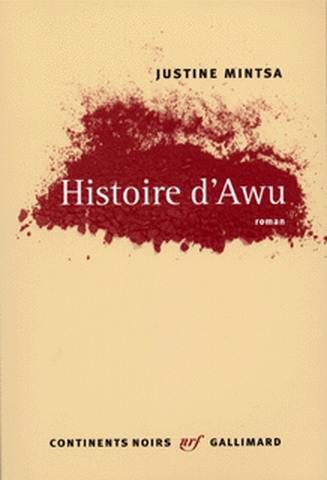 JUSTINE MINTSA
Histoire d'Awu
roman
CONTINENTS NOIRS nrf GALLIMARD